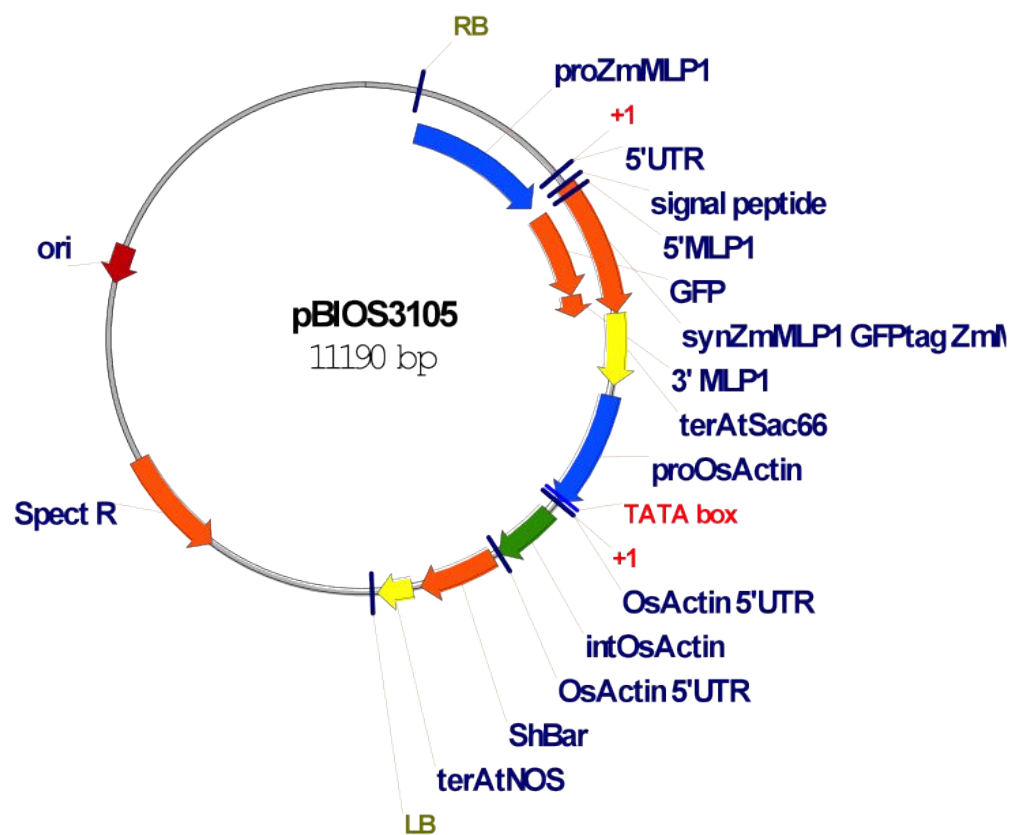 RB
proZmMLP1
+1
5'UTR
signal peptide
5'MLP1
GFP
synZmMLP1 GFPtag Zm
3' MLP1
terAtSac66
proOsActin
TATA box
+1
OsActin 5'UTR
intOsActin
OsActin 5'UTR
ShBar
terAtNOS
LB
Spect R
ori
pBIOS3105
11190 bp